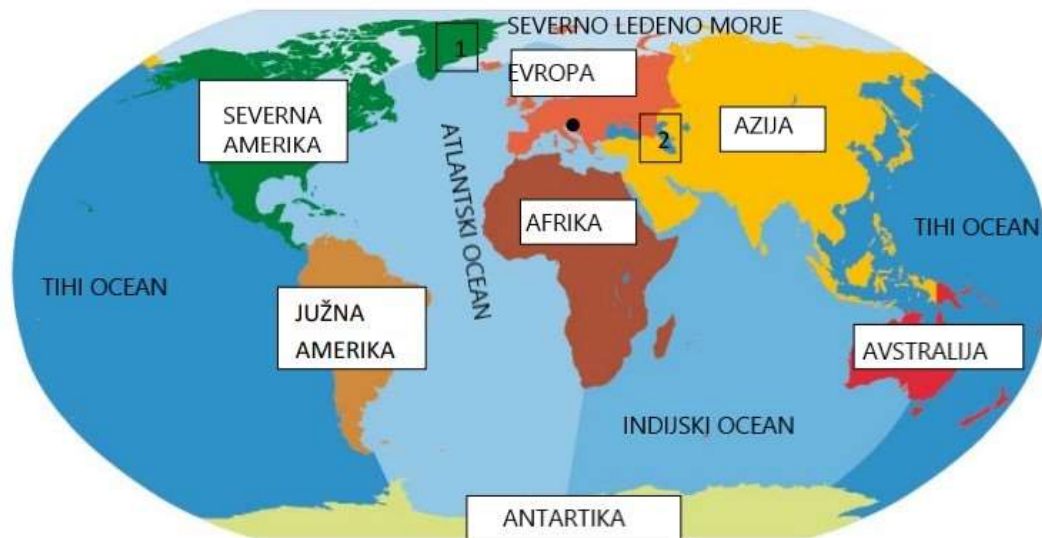 SEVERNO LEDENO MORJE
1
EVROPA
SEVERNA
AMERIKA
ATLANTSKI OCEAN
2
AZIJA
AFRIKA
TIHI OCEAN
TIHI OCEAN
JUŽNA
AMERIKA
AVSTRALIJA
INDIJSKI OCEAN
ANTARTIKA